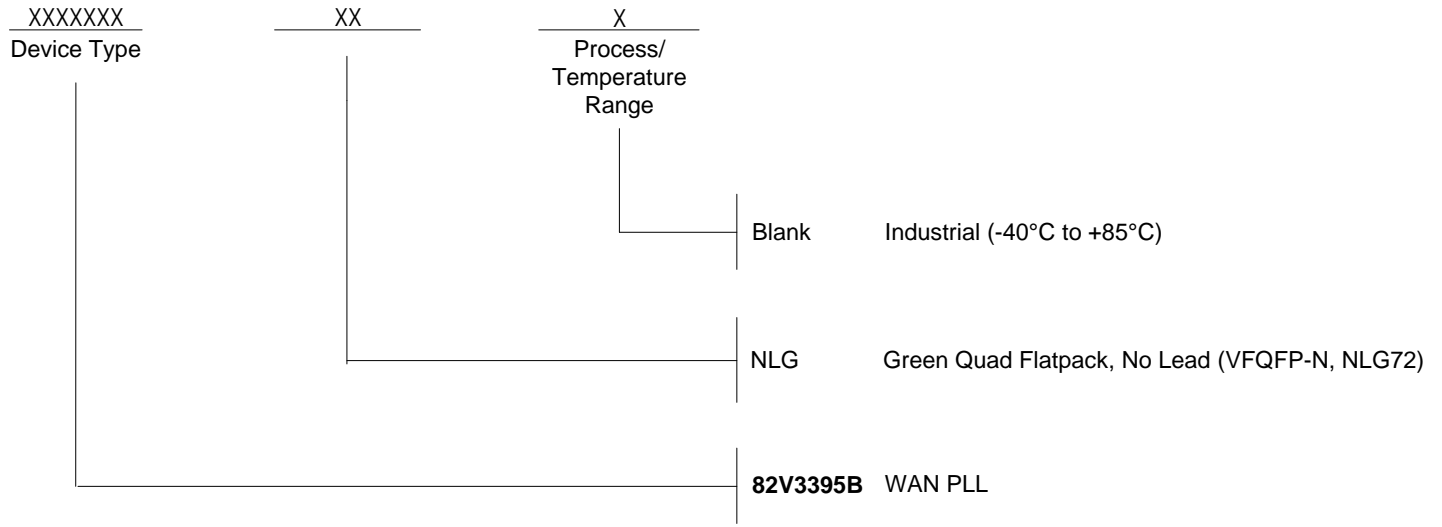 XXXXXXX XX X
Device Type
Process/
Temperature
Range
Blank Industrial (-40°C to +85°C)
NLG Green Quad Flatpack, No Lead (VFQFP-N, NLG72)
82V3395B WAN PLL